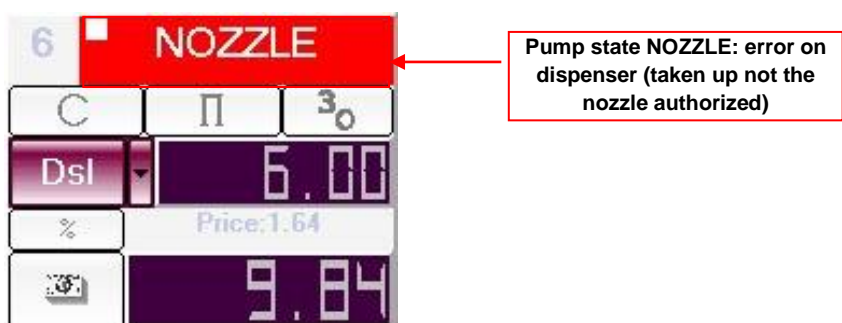 6 NOZZLE
Pump state NOZZLE: error on
dispenser (taken up not the
nozzle authorized)
С П ³o
Dsl 6.00
% Price:1.64
9.84